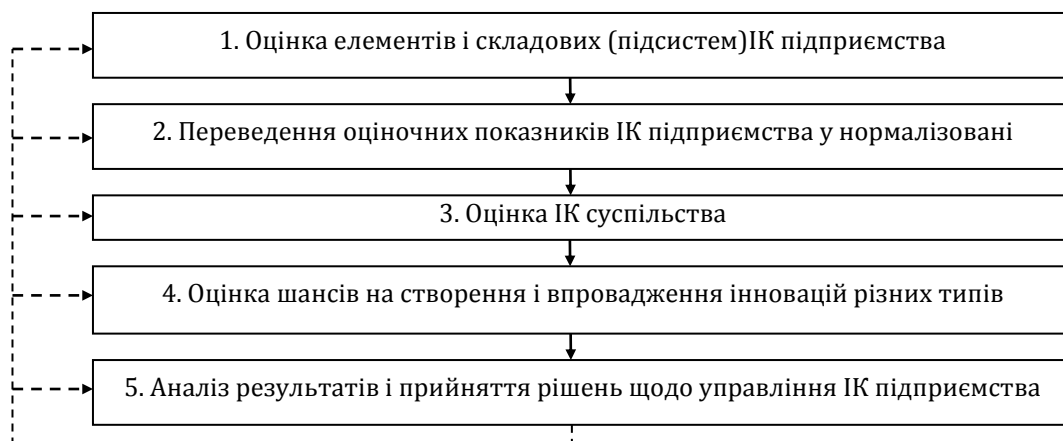 1. Оцінка елементів і складових (підсистем)ІК підприємства
2. Переведення оціночних показників ІК підприємства у нормалізовані
3. Оцінка ІК суспільства
4. Оцінка шансів на створення і впровадження інновацій різних типів
5. Аналіз результатів і прийняття рішень щодо управління ІК підприємства